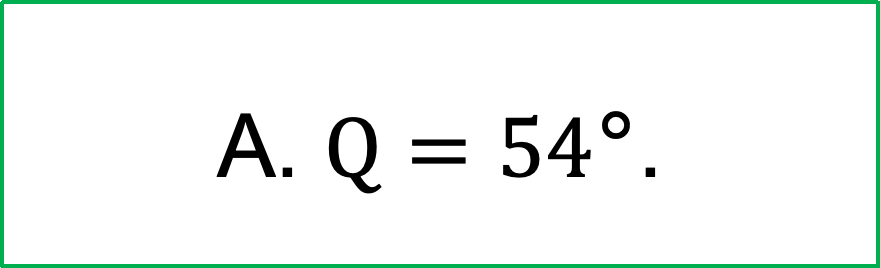 A. Q = 54°.